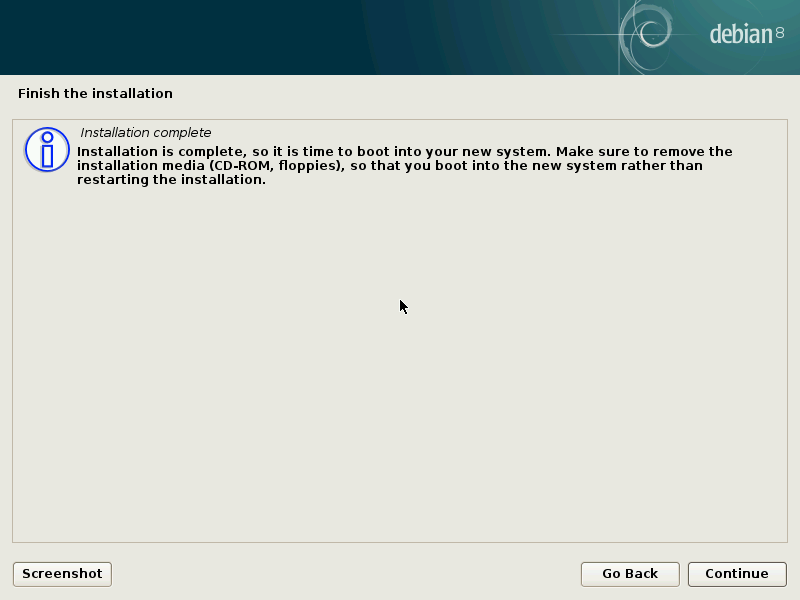 debian 8
Finish the installation
Installation complete
Installation is complete, so it is time to boot into your new system. Make sure to remove the
installation media (CD-ROM, floppies), so that you boot into the new system rather than
restarting the installation.
Screenshot
Go Back
Continue